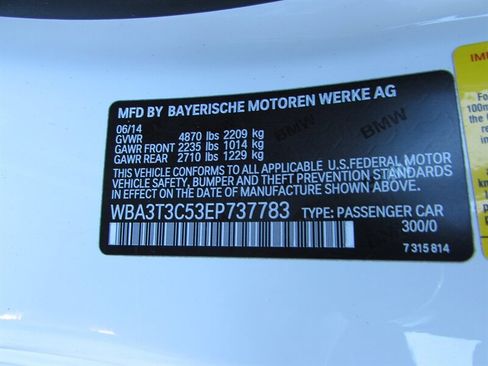 MFD BY BAYERISCHE MOTOREN WERKE AG
06/14
GVWR 4870 lbs 2209 kg
GAWR FRONT 2235 lbs 1014 kg
GAWR REAR 2710 lbs 1229 kg
THIS VEHICLE CONFORMS TO ALL APPLICABLE U.S.FEDERAL MOTOR
VEHICLE SAFETY, BUMPER AND THEFT PREVENTION STANDARDS
IN EFFECT ON THE DATE OF MANUFACTURE SHOWN ABOVE.
WBA3T3C53EP737783 TYPE: PASSENGER CAR
300/0
7 315 814
BMW
BMW